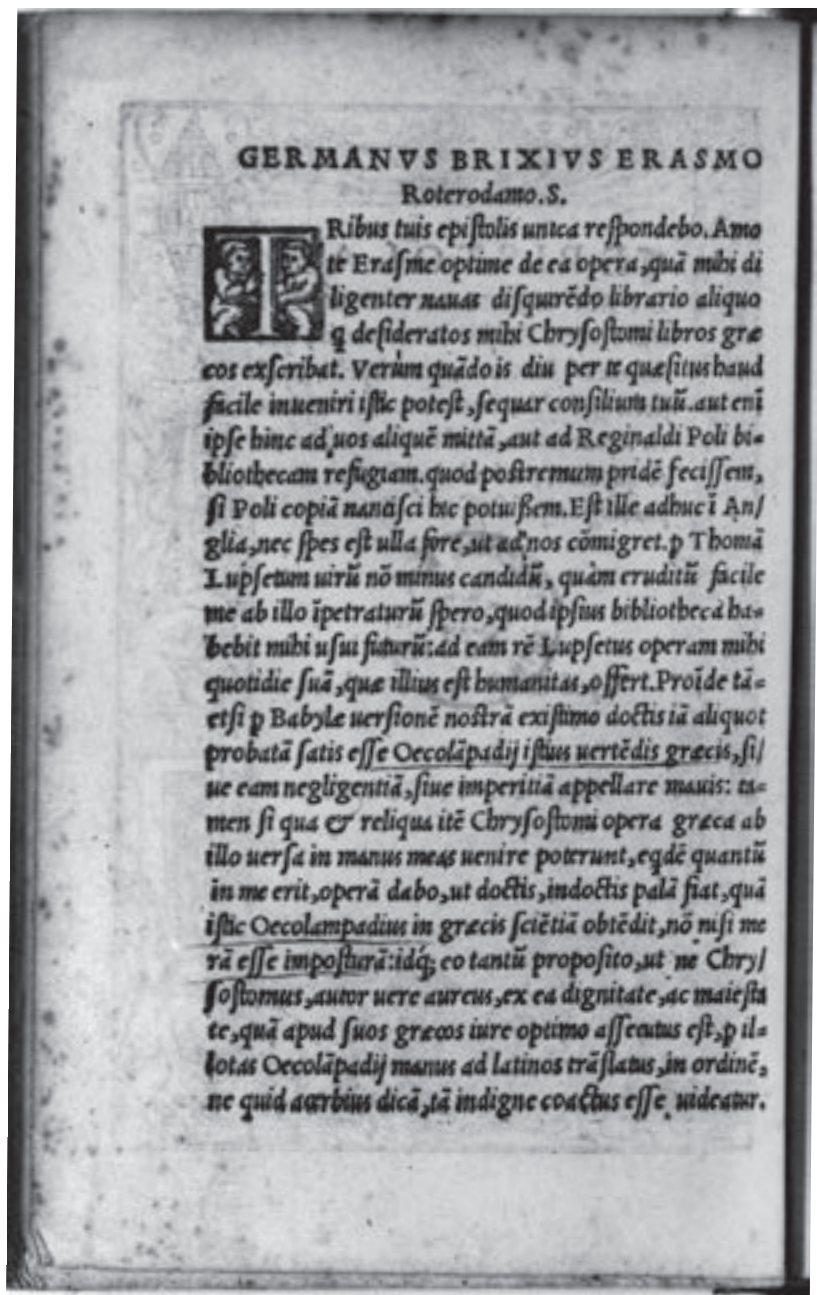 GERMANVS BRIXIVS ERASMO
Roterodamo.S.
TRibus tuis epistolis unica respondebo. Amo
te Erasme optime de ea opera, quā mihi di
ligenter nauas disquirēdo librario aliquo
q desideratos mihi Chrysostomi libros græ
cos exscribat. Verùm quādo is diu per te quæsitus haud
facile inueniri istic potest, sequar consilium tuū. aut enī
ipse hinc ad uos aliquē mittā, aut ad Reginaldi Poli bi=
bliothecam refugiam. quod postremum pridē fecissem,
si Poli copiā nancisci hic potuißem. Est ille adhuc ī An/
glia, nec spes est ulla fore, ut ad nos cōmigret. p Thomā
Lupsetum uirū nō minus candidū, quàm eruditū facile
me ab illo īpetraturū spero, quod ipsius bibliotheca ha=
bebit mihi usui futurū: ad eam rē Lupsetus operam mihi
quotidie suā, quæ illius est humanitas, offert. Proīde tā=
etsi p Babylæ uersionē nostrā existimo doctis iā aliquot
probatā satis esse Oecolāpadij istius uertēdis græcis, si/
ue eam negligentiā, siue imperitiā appellare mauis: ta=
men si qua & reliqua itē Chrysostomi opera græca ab
illo uersa in manus meas uenire poterunt, eqdē quantū
in me erit, operā dabo, ut doctis, indoctis palā fiat, quā
istic Oecolampadius in græcis sciētiā obtēdit, nō nisi me
rā esse imposturā: idq́; eo tantū proposito, ut ne Chry/
sostomus, autor uere aureus, ex ea dignitate, ac maiesta
te, quā apud suos græcos iure optimo assecutus est, p il=
lotas Oecolāpadij manus ad latinos trāslatus, in ordinē,
ne quid acerbius dicā, tā indigne coactus esse uideatur.